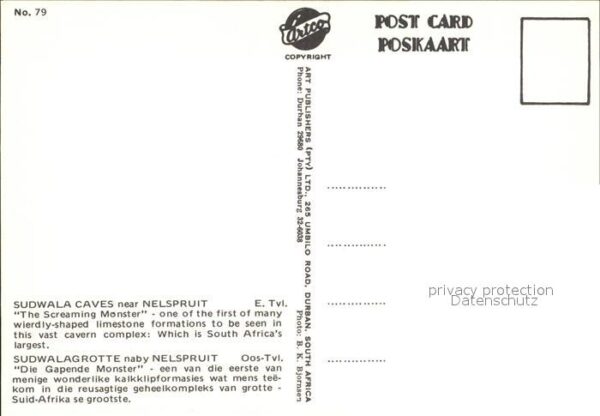 No. 79
Artco
COPYRIGHT
POST CARD
POSKAART
ART PUBLISHERS (PTY) LTD., 265 UMBILO ROAD, DURBAN, SOUTH AFRICA
Phone: Durban 29680 Johannesburg 32-6038 Photo: B. K. Bjornsen
privacy protection
Datenschutz
SUDWALA CAVES near NELSPRUIT E. Tvl.
"The Screaming Monster" - one of the first of many
wierdly-shaped limestone formations to be seen in
this vast cavern complex: Which is South Africa's
largest.
SUDWALAGROTTE naby NELSPRUIT Oos-Tvl.
"Die Gapende Monster" - een van die eerste van
menige wonderlike kalkklipformasies wat mens teë-
kom in die reusagtige geheelkompleks van grotte -
Suid-Afrika se grootste.